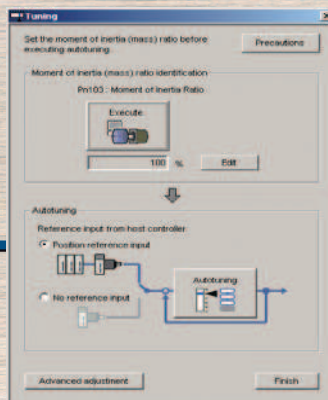 Tuning
Set the moment of inertia (mass) ratio before
executing autotuning.
Precautions
Moment of inertia (mass) ratio identification
Pn103 : Moment of Inertia Ratio
Execute
100 %
Edit
Autotuning
Reference input from host controller
Position reference input
Autotuning
No reference input
Advanced adjustment
Finish